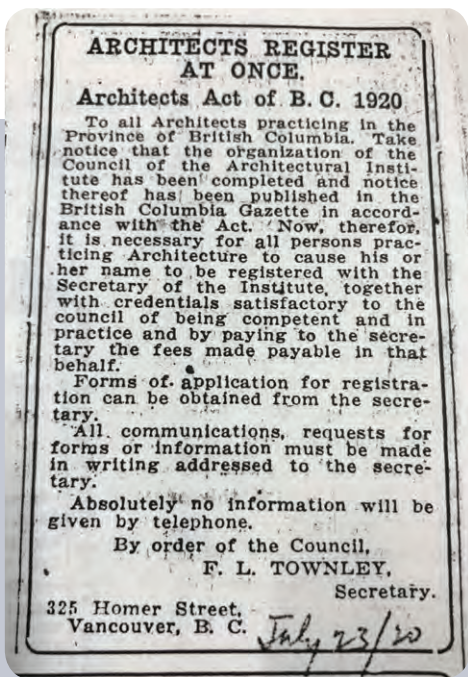 ARCHITECTS REGISTER
AT ONCE.
Architects Act of B. C. 1920
To all Architects practicing in the
Province of British Columbia. Take
notice that the organization of the
Council of the Architectural Insti-
tute has been completed and notice
thereof has been published in the
British Columbia Gazette in accord-
ance with the Act. Now, therefor,
it is necessary for all persons prac-
ticing Architecture to cause his or
her name to be registered with the
Secretary of the Institute, together
with credentials satisfactory to the
council of being competent and in
practice and by paying to the secre-
tary the fees made payable in that
behalf.
Forms of application for registra-
tion can be obtained from the secre-
tary.
All communications, requests for
forms or information must be made
in writing addressed to the secre-
tary.
Absolutely no information will be
given by telephone.
By order of the Council,
F. L. TOWNLEY,
Secretary.
325 Homer Street,
Vancouver, B. C.
July 23/20